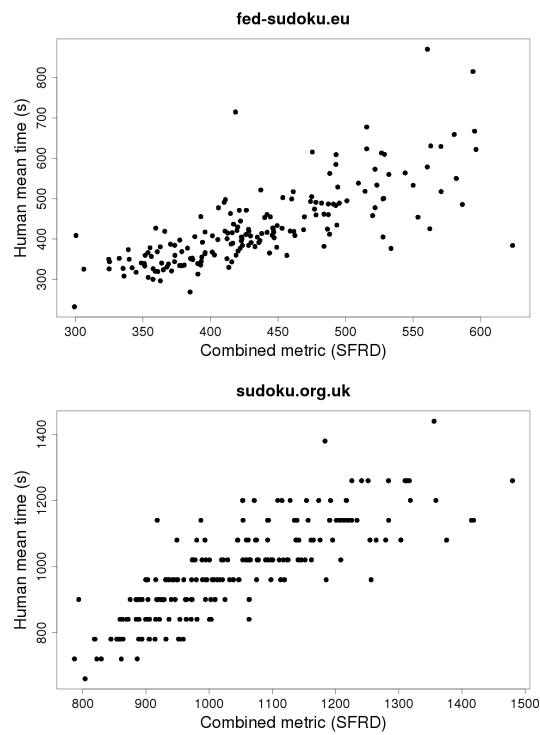 fed-sudoku.eu
Human mean time (s)
800
700
600
500
400
300
300 350 400 450 500 550 600
Combined metric (SFRD)
sudoku.org.uk
Human mean time (s)
1400
1200
1000
800
800 900 1000 1100 1200 1300 1400 1500
Combined metric (SFRD)